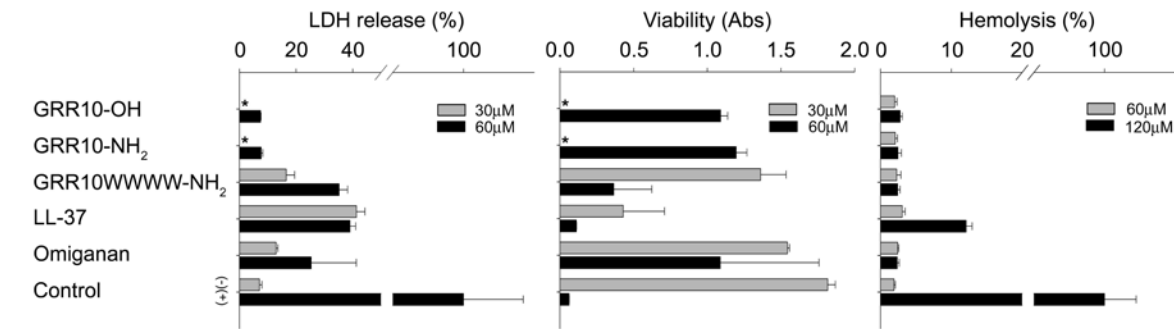 LDH release (%) Viability (Abs) Hemolysis (%)
0 20 40 100 0.0 0.5 1.0 1.5 2.0 0 10 20 100
GRR10-OH * 30μM * 30μM 60μM
60μM 60μM 120μM
GRR10-NH₂ * *
GRR10WWWW-NH₂
LL-37
Omiganan
Control (+)(-)